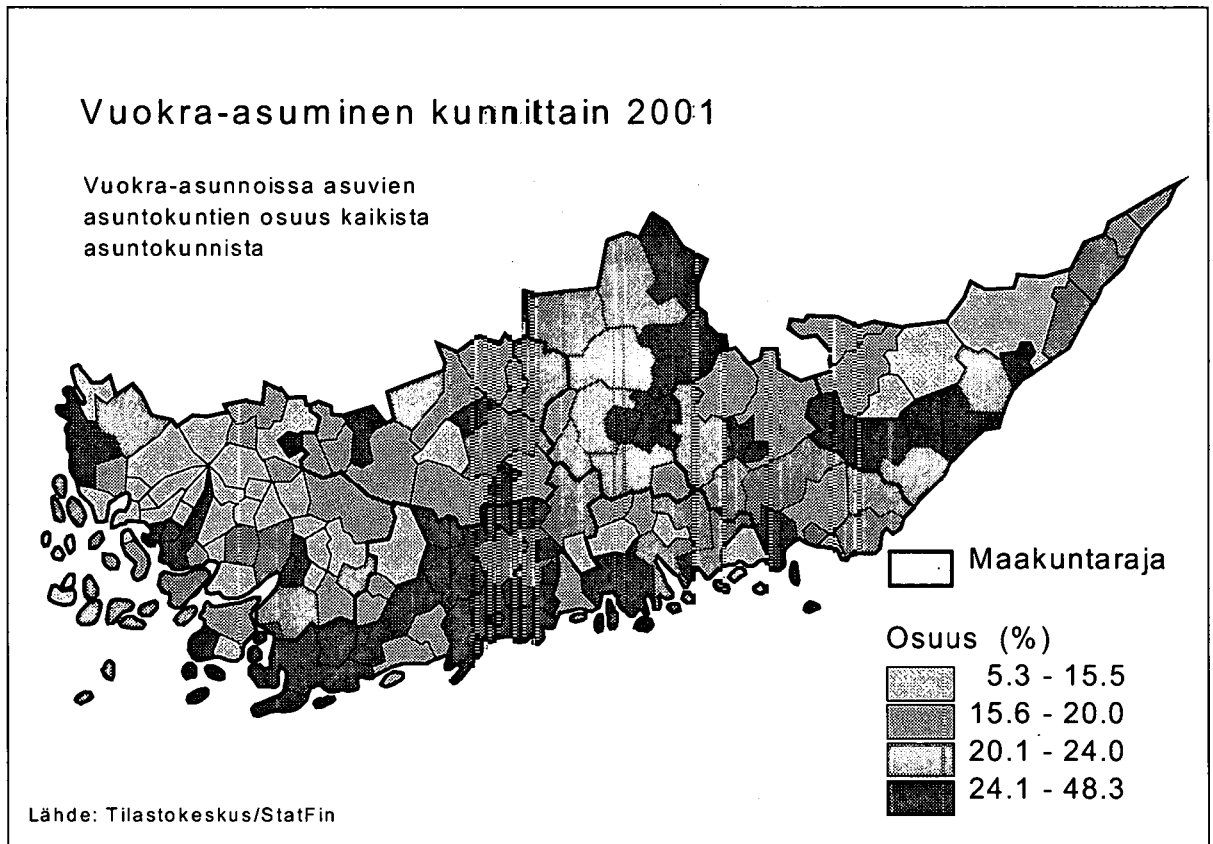 Vuokra-asuminen kunnittain 2001
Vuokra-asunnoissa asuvien
asuntokuntien osuus kaikista
asuntokunnista
Maakuntaraja
Osuus (%)
5.3 - 15.5
15.6 - 20.0
20.1 - 24.0
24.1 - 48.3
Lähde: Tilastokeskus/StatFin